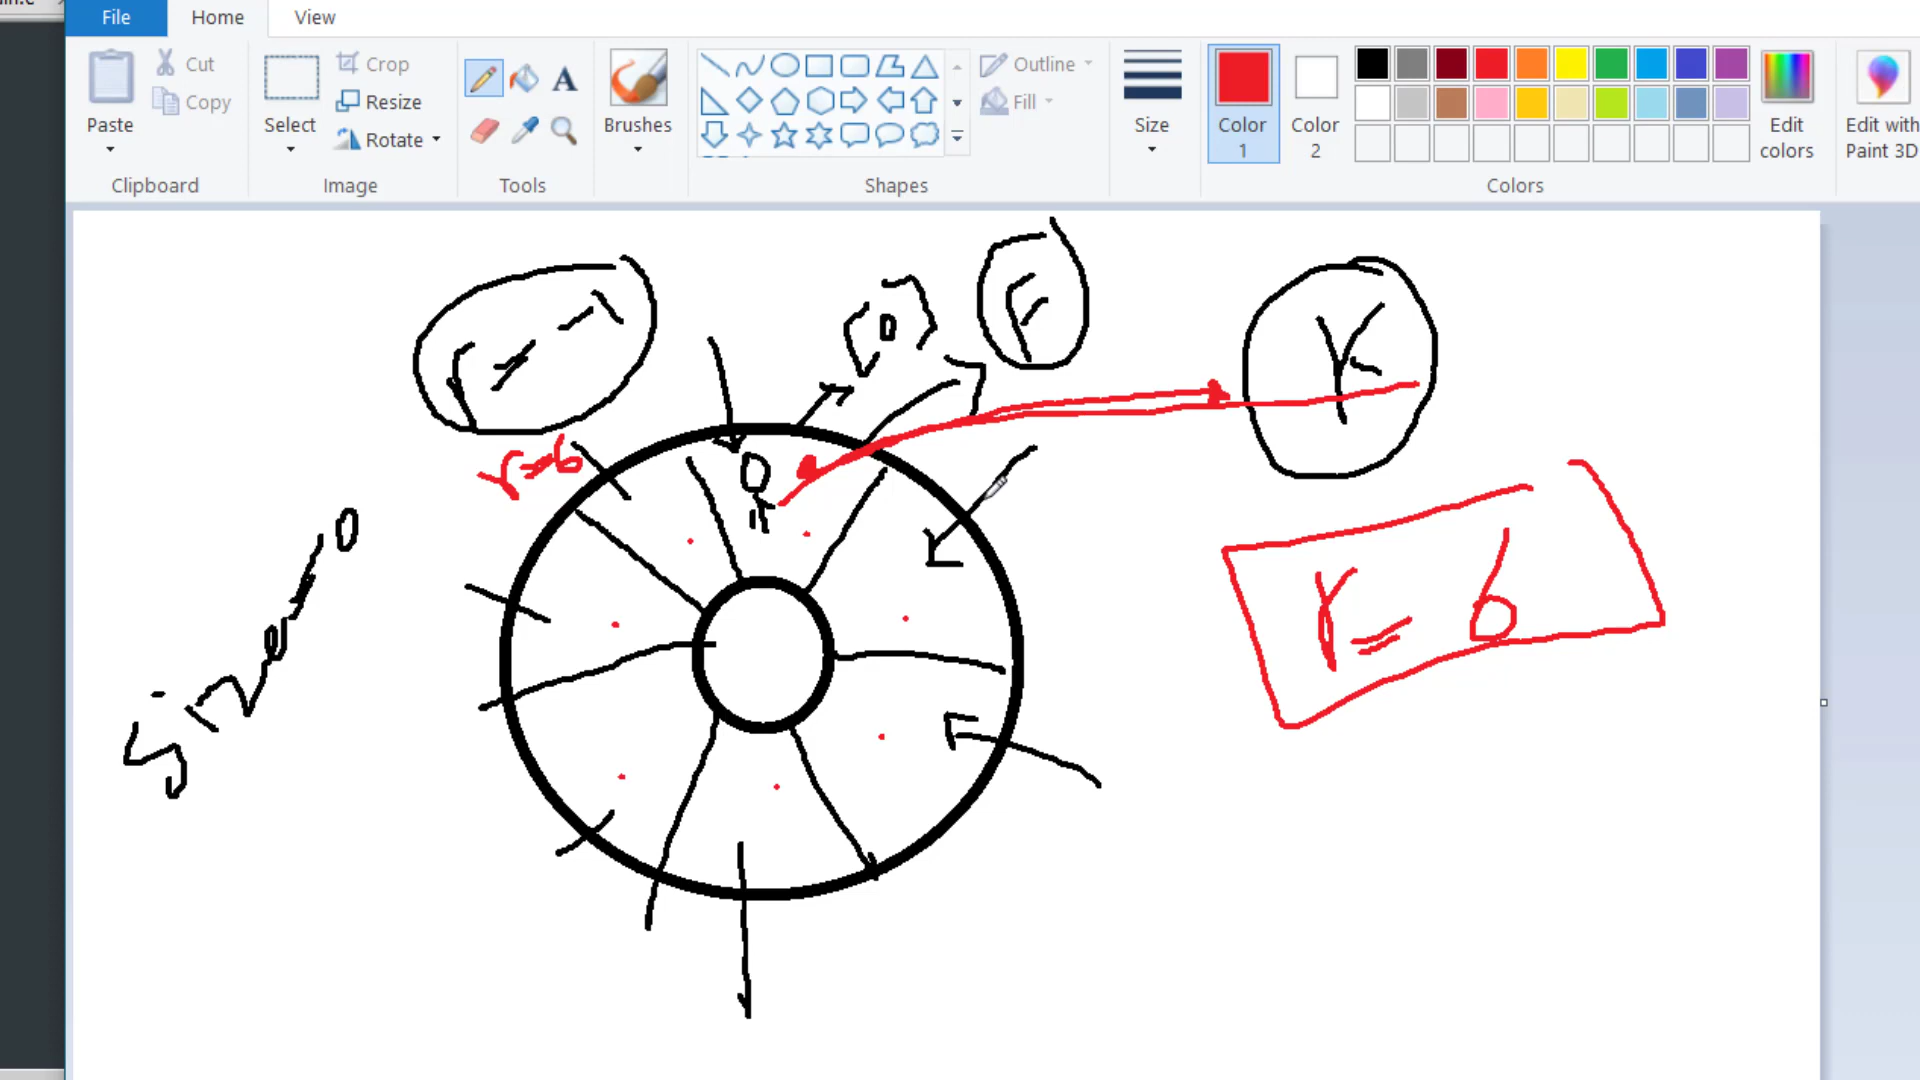 File
Home
View
Paste
Cut
Copy
Clipboard
Select
Crop
Resize
Rotate
Image
A
Tools
Brushes
Shapes
Outline
Fill
Size
Color
1
Color
2
Edit
colors
Colors
Edit with
Paint 3D
F
[0]
r=6
r= 6